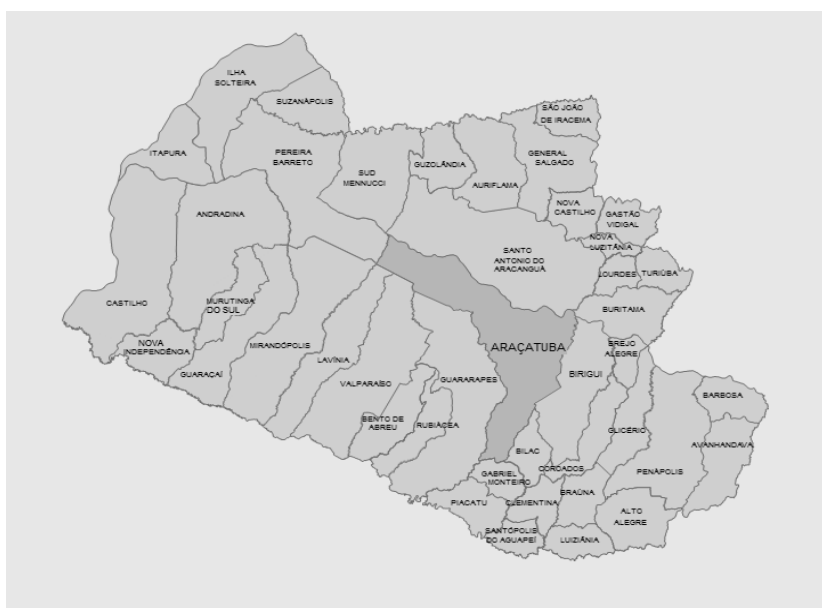 ILHA
SOLTEIRA
SUZANÁPOLIS
SÃO JOÃO
DE IRACEMA
ITAPURA
PEREIRA
BARRETO
SUD
MENNUCCI
GUZOLÂNDIA
AURIFLAMA
GENERAL
SALGADO
ANDRADINA
NOVA
CASTILHO
GASTÃO
VIDIGAL
NOVA
LUZITÂNIA
SANTO
ANTONIO DO
ARACANGUÁ
LOURDES
TURIÚBA
CASTILHO
MURUTINGA
DO SUL
BURITAMA
NOVA
INDEPENDÊNCIA
GUARAÇAÍ
MIRANDÓPOLIS
LAVÍNIA
VALPARAÍSO
GUARARAPES
ARAÇATUBA
BIRIGUI
BREJO
ALEGRE
BARBOSA
BENTO DE
ABREU
RUBIÁCEA
GLICÉRIO
AVANHANDAVA
BILAC
COROADOS
PENÁPOLIS
GABRIEL
MONTEIRO
PIACATU
CLEMENTINA
BRAÚNA
ALTO
ALEGRE
SANTÓPOLIS
DO AGUAPEÍ
LUIZIÂNIA